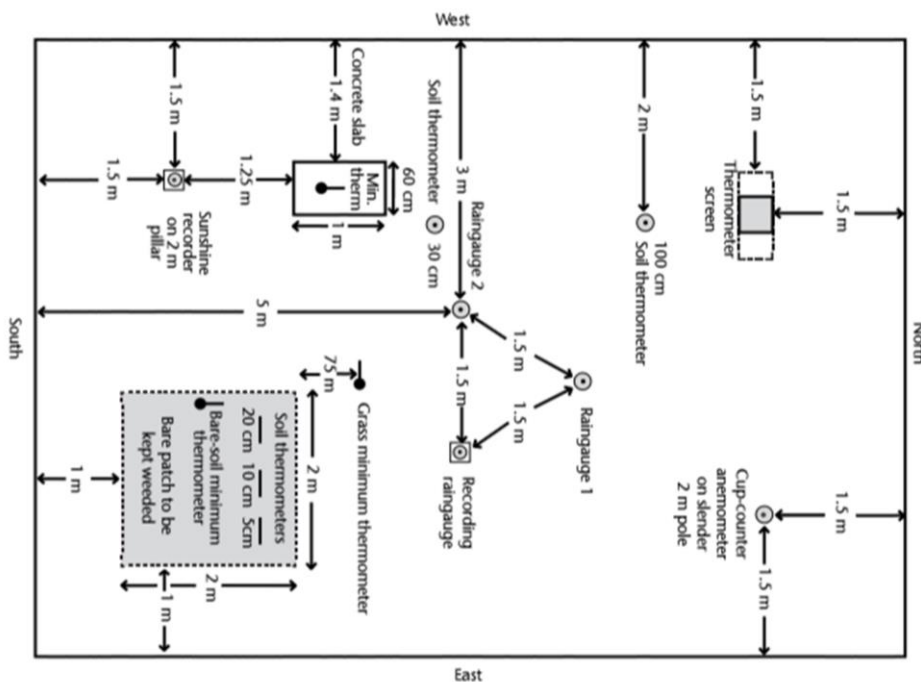 West
1.5 m
1.4 m
Concrete slab
3 m
Soil thermometer
30 cm
2 m
1.5 m
1.5 m
1.25 m
Min.
therm
60 cm
1 m
Raingauge 2
100 cm
Soil thermometer
Thermometer
screen
1.5 m
North
Sunshine
recorder
on 2 m
pillar
South
5 m
75 m
Grass minimum thermometer
1.5 m
1.5 m
1.5 m
Raingauge 1
Recording
raingauge
Cup-counter
anemometer
on slender
2 m pole
1.5 m
1.5 m
Soil thermometers
20 cm 10 cm 5cm
Bare-soil minimum
thermometer
Bare patch to be
kept weeded
2 m
2 m
1 m
1 m
East